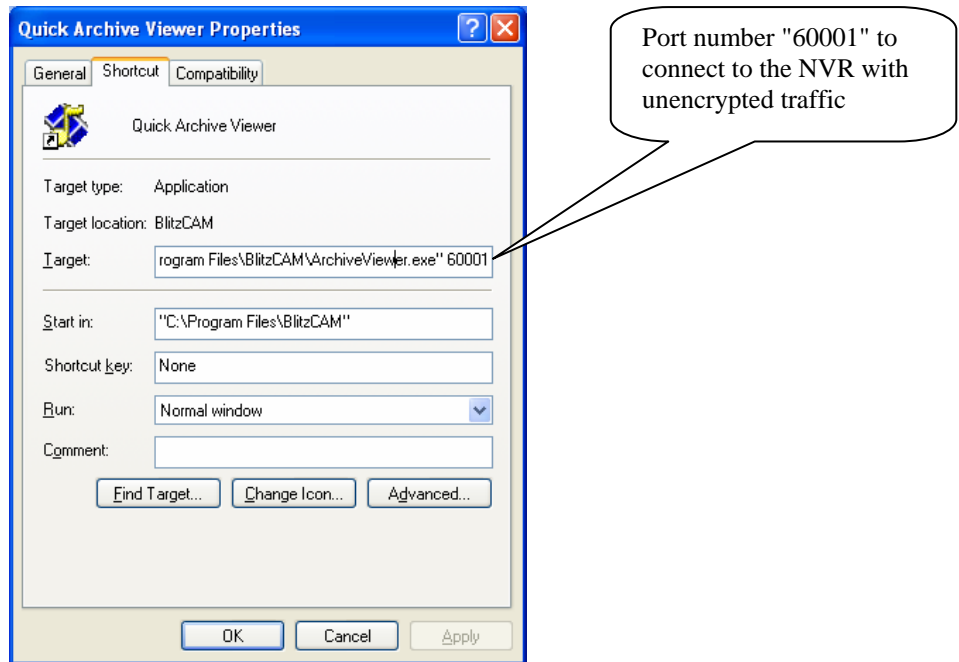 Quick Archive Viewer Properties
General Shortcut Compatibility
Quick Archive Viewer
Target type: Application
Target location: BlitzCAM
Target: rogram Files\BlitzCAM\ArchiveViewer.exe" 60001
Start in: "C:\Program Files\BlitzCAM"
Shortcut key: None
Run: Normal window
Comment:
Find Target... Change Icon... Advanced...
OK Cancel Apply
Port number "60001" to
connect to the NVR with
unencrypted traffic